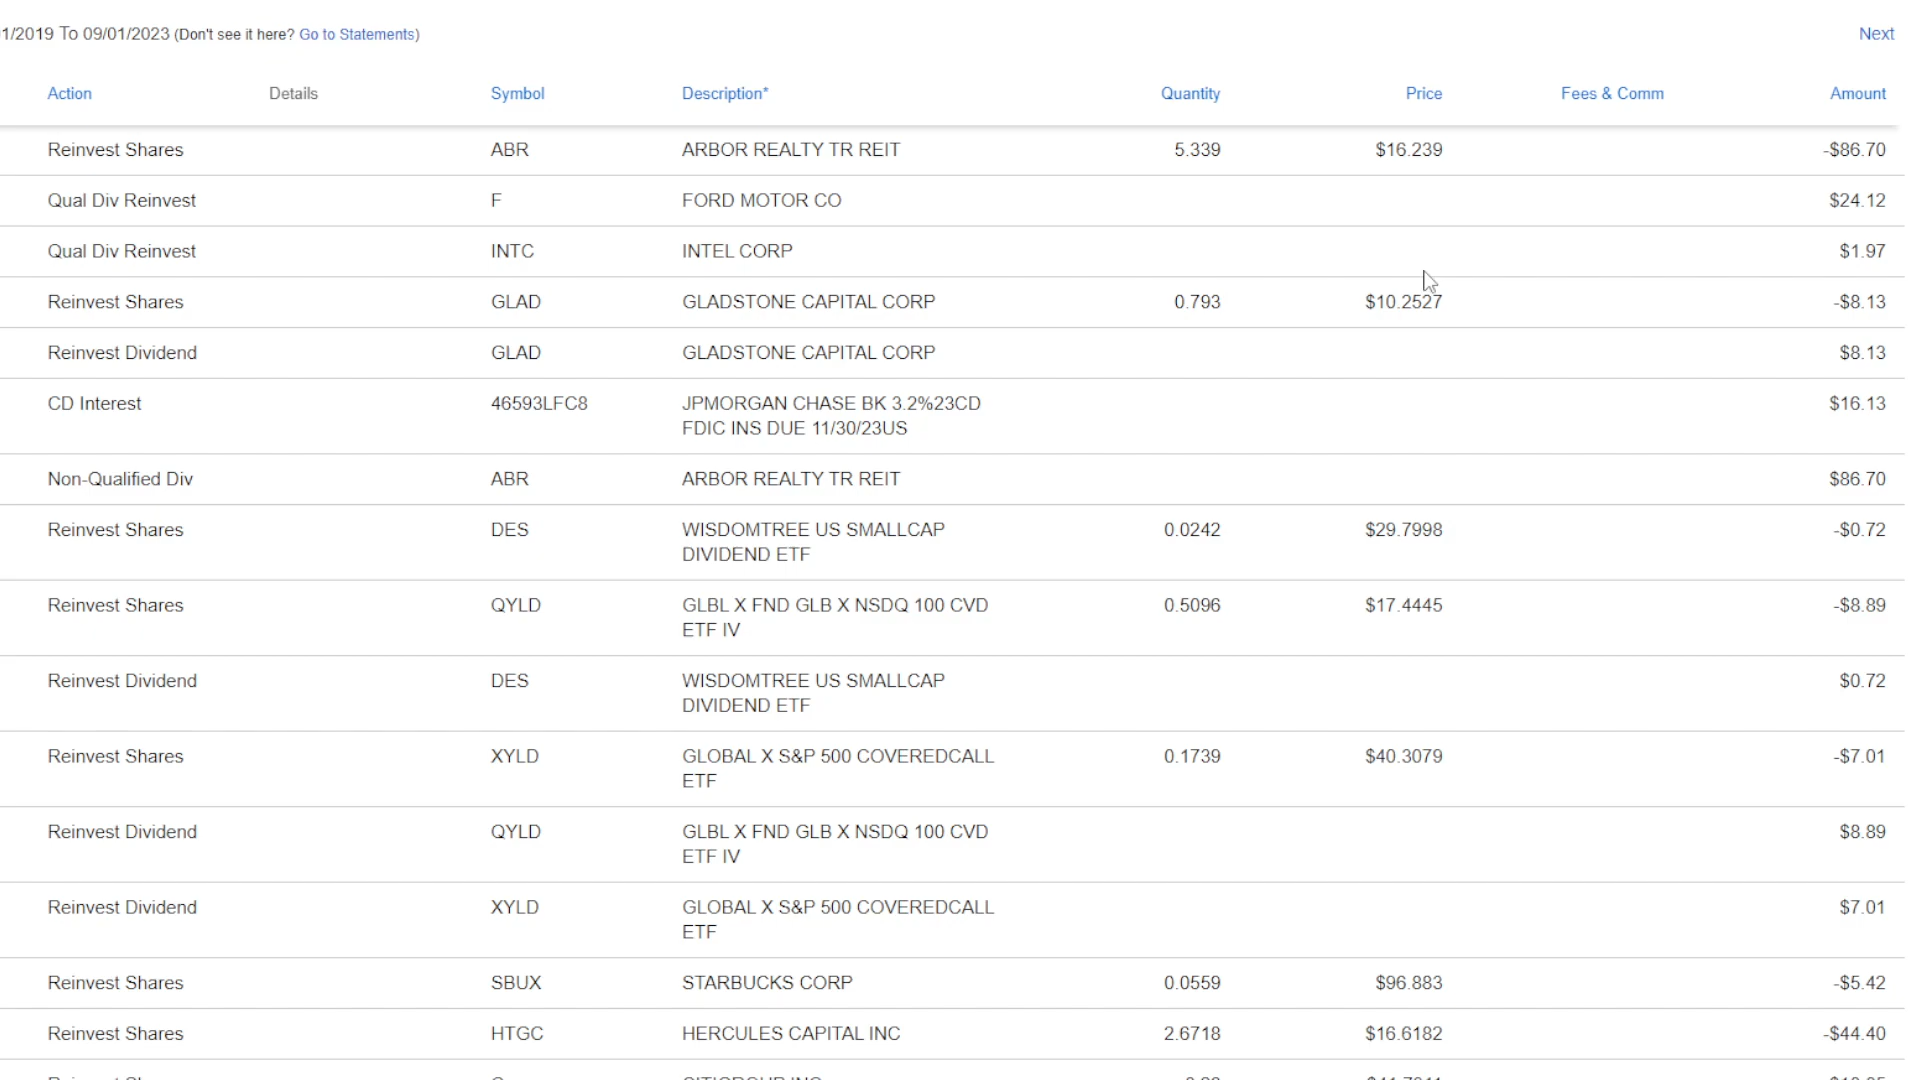 1/2019 To 09/01/2023 (Don't see it here? Go to Statements) Next
Action Details Symbol Description* Quantity Price Fees & Comm Amount
Reinvest Shares ABR ARBOR REALTY TR REIT 5.339 $16.239 -$86.70
Qual Div Reinvest F FORD MOTOR CO $24.12
Qual Div Reinvest INTC INTEL CORP $1.97
Reinvest Shares GLAD GLADSTONE CAPITAL CORP 0.793 $10.2527 -$8.13
Reinvest Dividend GLAD GLADSTONE CAPITAL CORP $8.13
CD Interest 46593LFC8 JPMORGAN CHASE BK 3.2%23CD $16.13
FDIC INS DUE 11/30/23US
Non-Qualified Div ABR ARBOR REALTY TR REIT $86.70
Reinvest Shares DES WISDOMTREE US SMALLCAP 0.0242 $29.7998 -$0.72
DIVIDEND ETF
Reinvest Shares QYLD GLBL X FND GLB X NSDQ 100 CVD 0.5096 $17.4445 -$8.89
ETF IV
Reinvest Dividend DES WISDOMTREE US SMALLCAP $0.72
DIVIDEND ETF
Reinvest Shares XYLD GLOBAL X S&P 500 COVEREDCALL 0.1739 $40.3079 -$7.01
ETF
Reinvest Dividend QYLD GLBL X FND GLB X NSDQ 100 CVD $8.89
ETF IV
Reinvest Dividend XYLD GLOBAL X S&P 500 COVEREDCALL $7.01
ETF
Reinvest Shares SBUX STARBUCKS CORP 0.0559 $96.883 -$5.42
Reinvest Shares HTGC HERCULES CAPITAL INC 2.6718 $16.6182 -$44.40